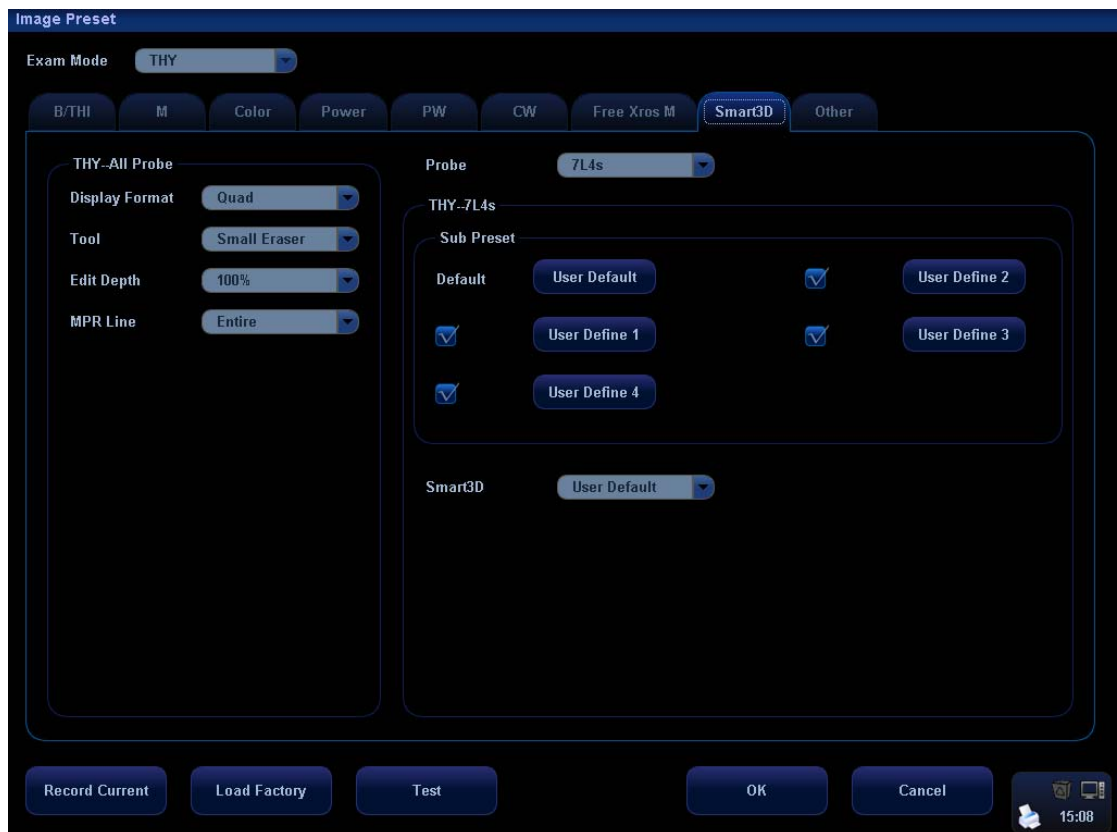 Image Preset
Exam Mode THY
B/THI M Color Power PW CW Free Xros M Smart3D Other
THY--All Probe
Display Format Quad
Tool Small Eraser
Edit Depth 100%
MPR Line Entire
Probe 7L4s
THY--7L4s
Sub Preset
Default User Default User Define 2
User Define 1 User Define 3
User Define 4
Smart3D User Default
Record Current Load Factory Test OK Cancel
15:08